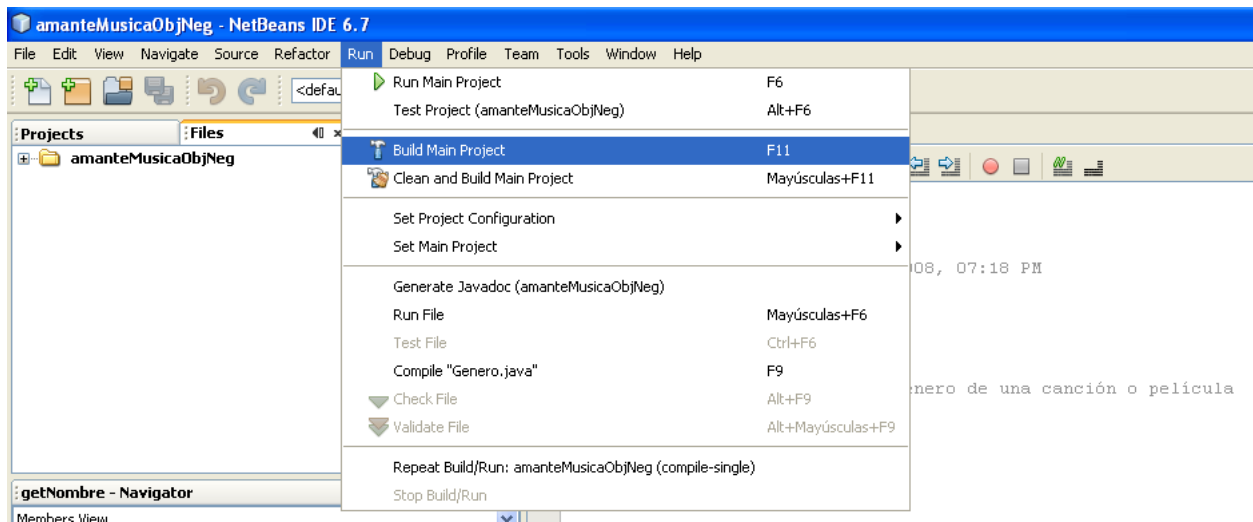 amanteMusicaObjNeg - NetBeans IDE 6.7
File Edit View Navigate Source Refactor Run Debug Profile Team Tools Window Help
<defau
Projects Files
amanteMusicaObjNeg
Run Main Project F6
Test Project (amanteMusicaObjNeg) Alt+F6
Build Main Project F11
Clean and Build Main Project Mayúsculas+F11
Set Project Configuration
Set Main Project
Generate Javadoc (amanteMusicaObjNeg)
Run File Mayúsculas+F6
Test File Ctrl+F6
Compile "Genero.java" F9
Check File Alt+F9
Validate File Alt+Mayúsculas+F9
Repeat Build/Run: amanteMusicaObjNeg (compile-single)
Stop Build/Run
08, 07:18 PM
nero de una canción o película
getNombre - Navigator
Members View